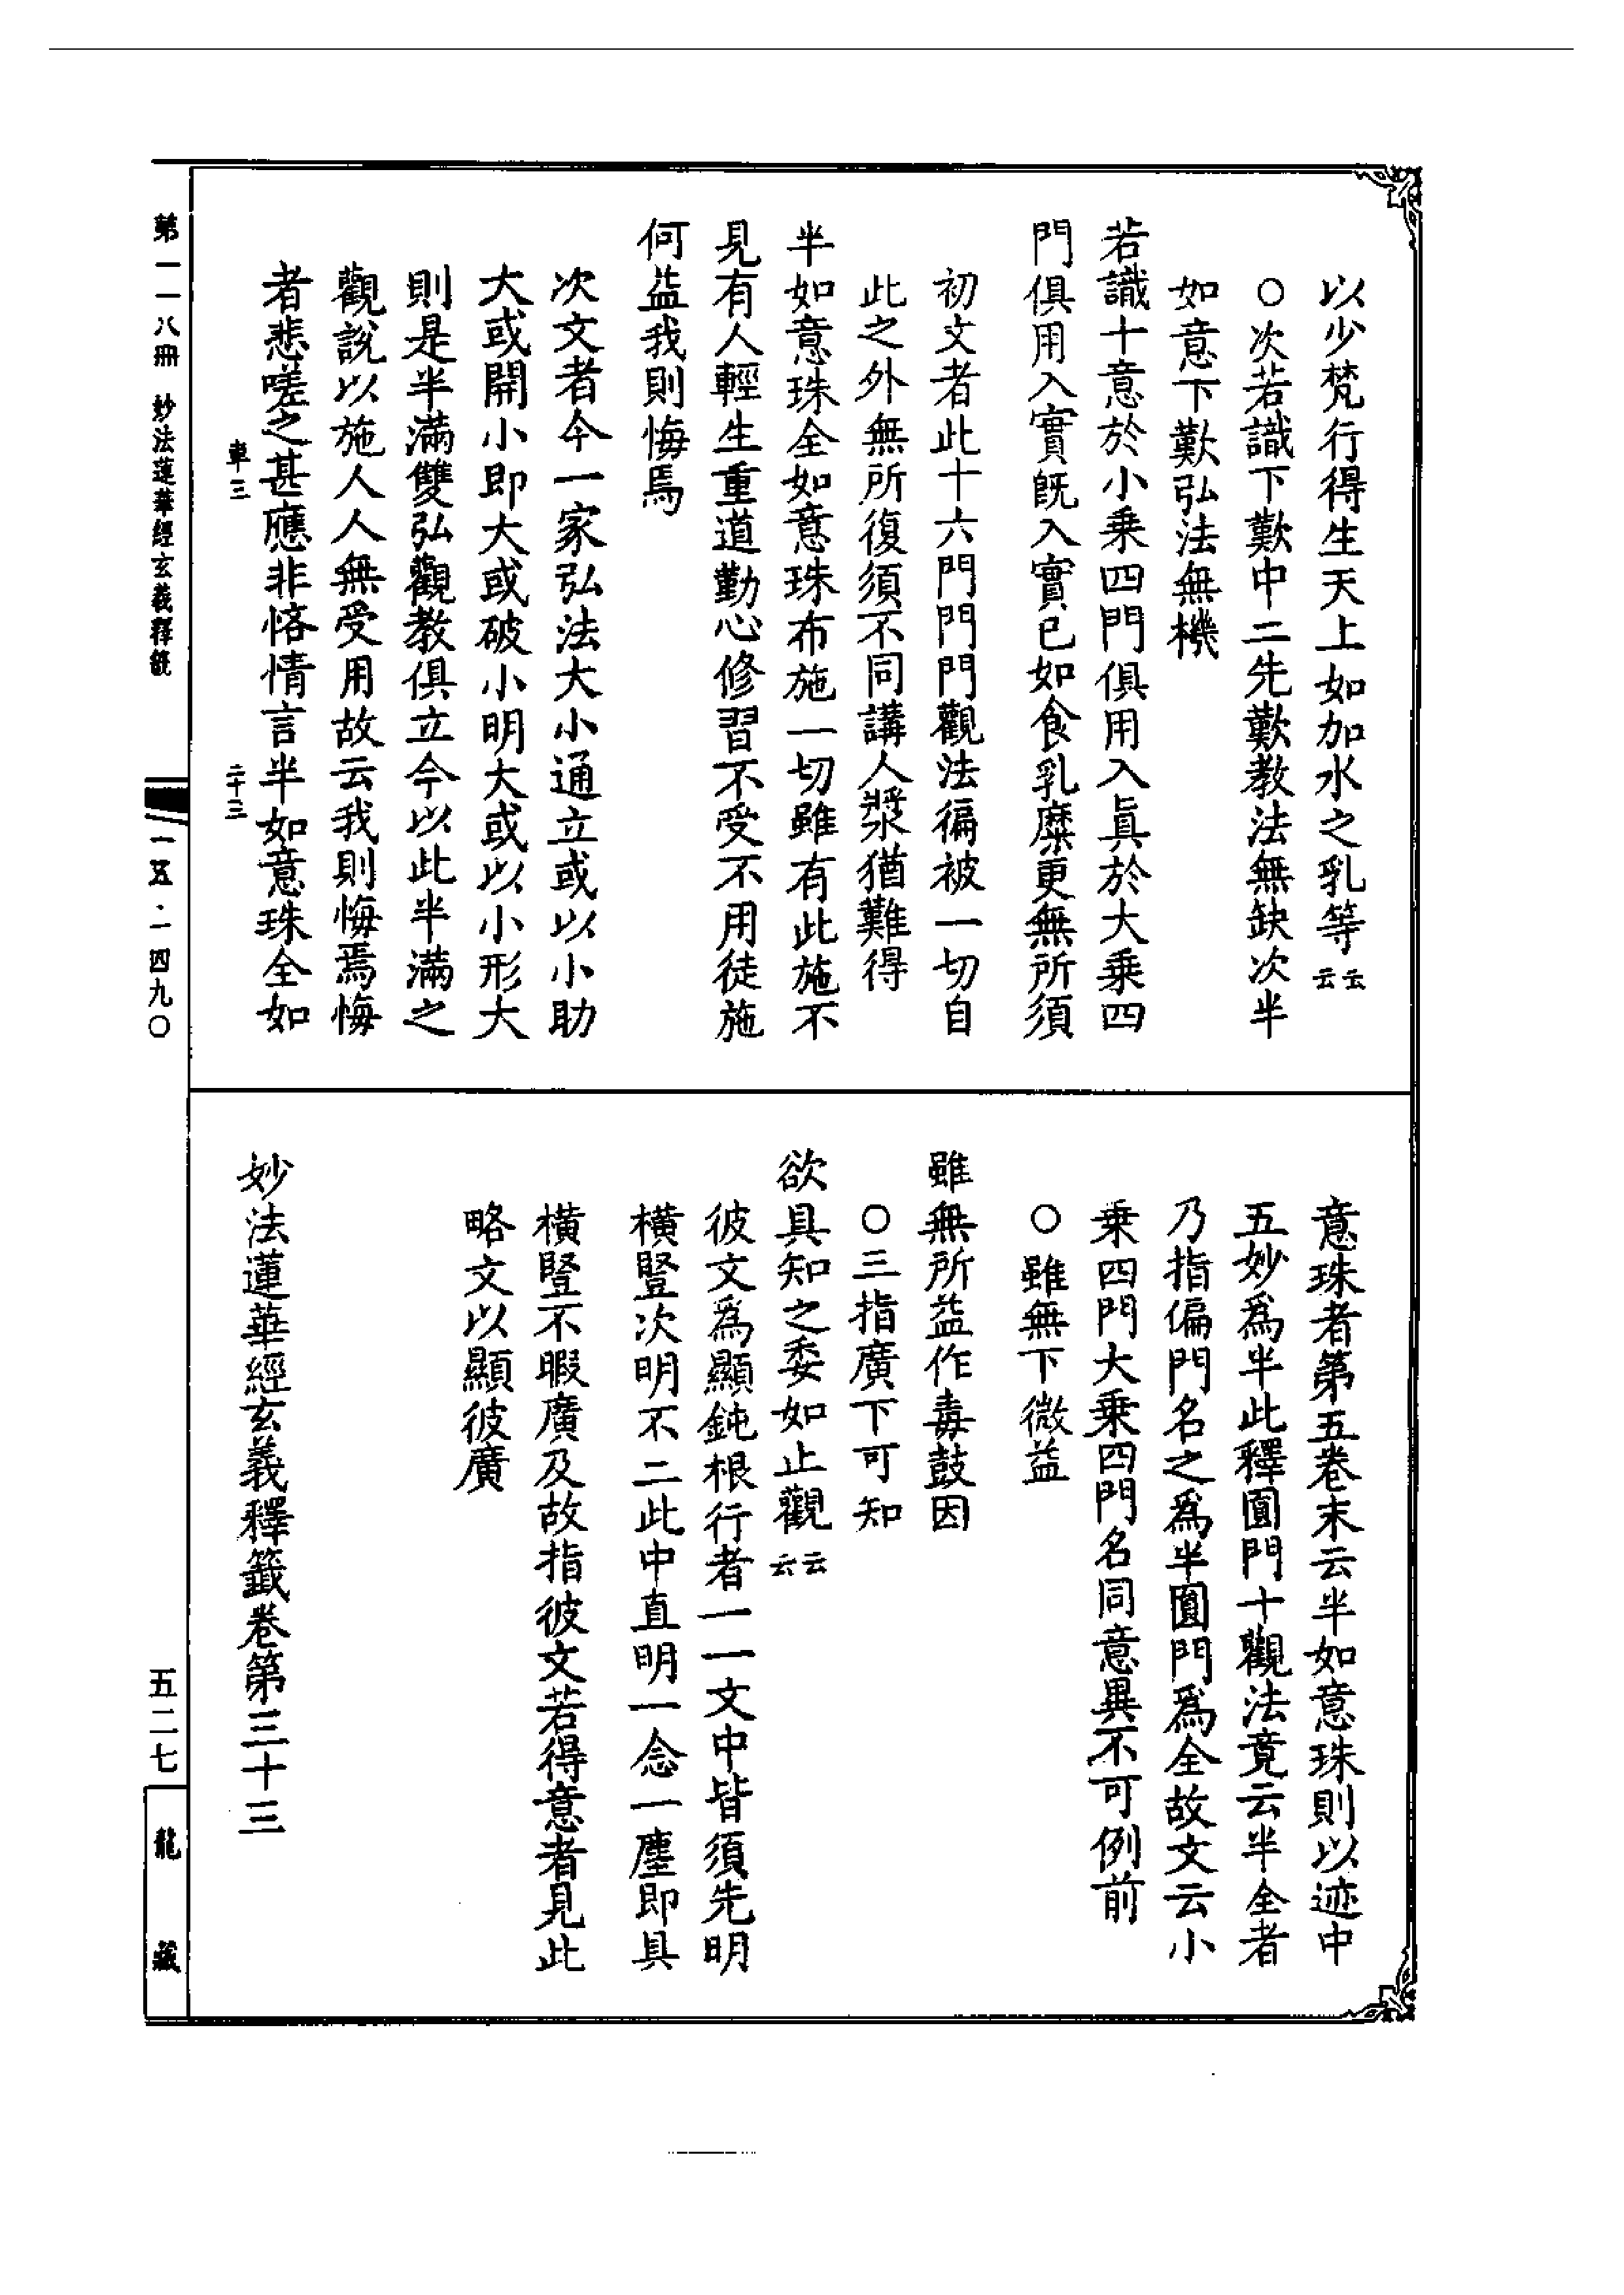 以少梵行得生天上如加水之乳等云云
○次若識下歎中二先歎教法無缺次半
如意下歎弘法無機
若識十意於小乗四門俱用入眞於大乗四
門俱用入實旣入實已如食乳糜更無所須
初文者此十六門門門觀法徧被一切自
此之外無所復須不同講人漿猶難得
半如意珠全如意珠布施一切雖有此施不
見有人輕生重道勤心修習不受不用徒施
何益我則悔焉
次文者今一家弘法大小通立或以小助
大或開小即大或破小明大或以小形大
則是半滿雙弘觀教俱立今以此半滿之
觀說以施人人無受用故云我則悔焉悔
者悲嗟之甚應非悋情言半如意珠全如
車三 二十三
意珠者第五卷末云半如意珠則以迹中
五妙爲半此釋圓門十觀法竟云半全者
乃指偏門名之爲半圓門爲全故文云小
乗四門大乗四門名同意異不可例前
○雖無下微益
雖無所益作毒鼓因
○三指廣下可知
欲具知之委如止觀云云
彼文爲顯鈍根行者一一文中皆須先明
橫豎次明不二此中直明一念一塵即具
橫豎不暇廣及故指彼文若得意者見此
略文以顯彼廣
妙法蓮華經玄義釋籤卷第三十三
第一一八冊 妙法蓮華經玄義釋籤 一五·一四九〇 五二七 龍藏